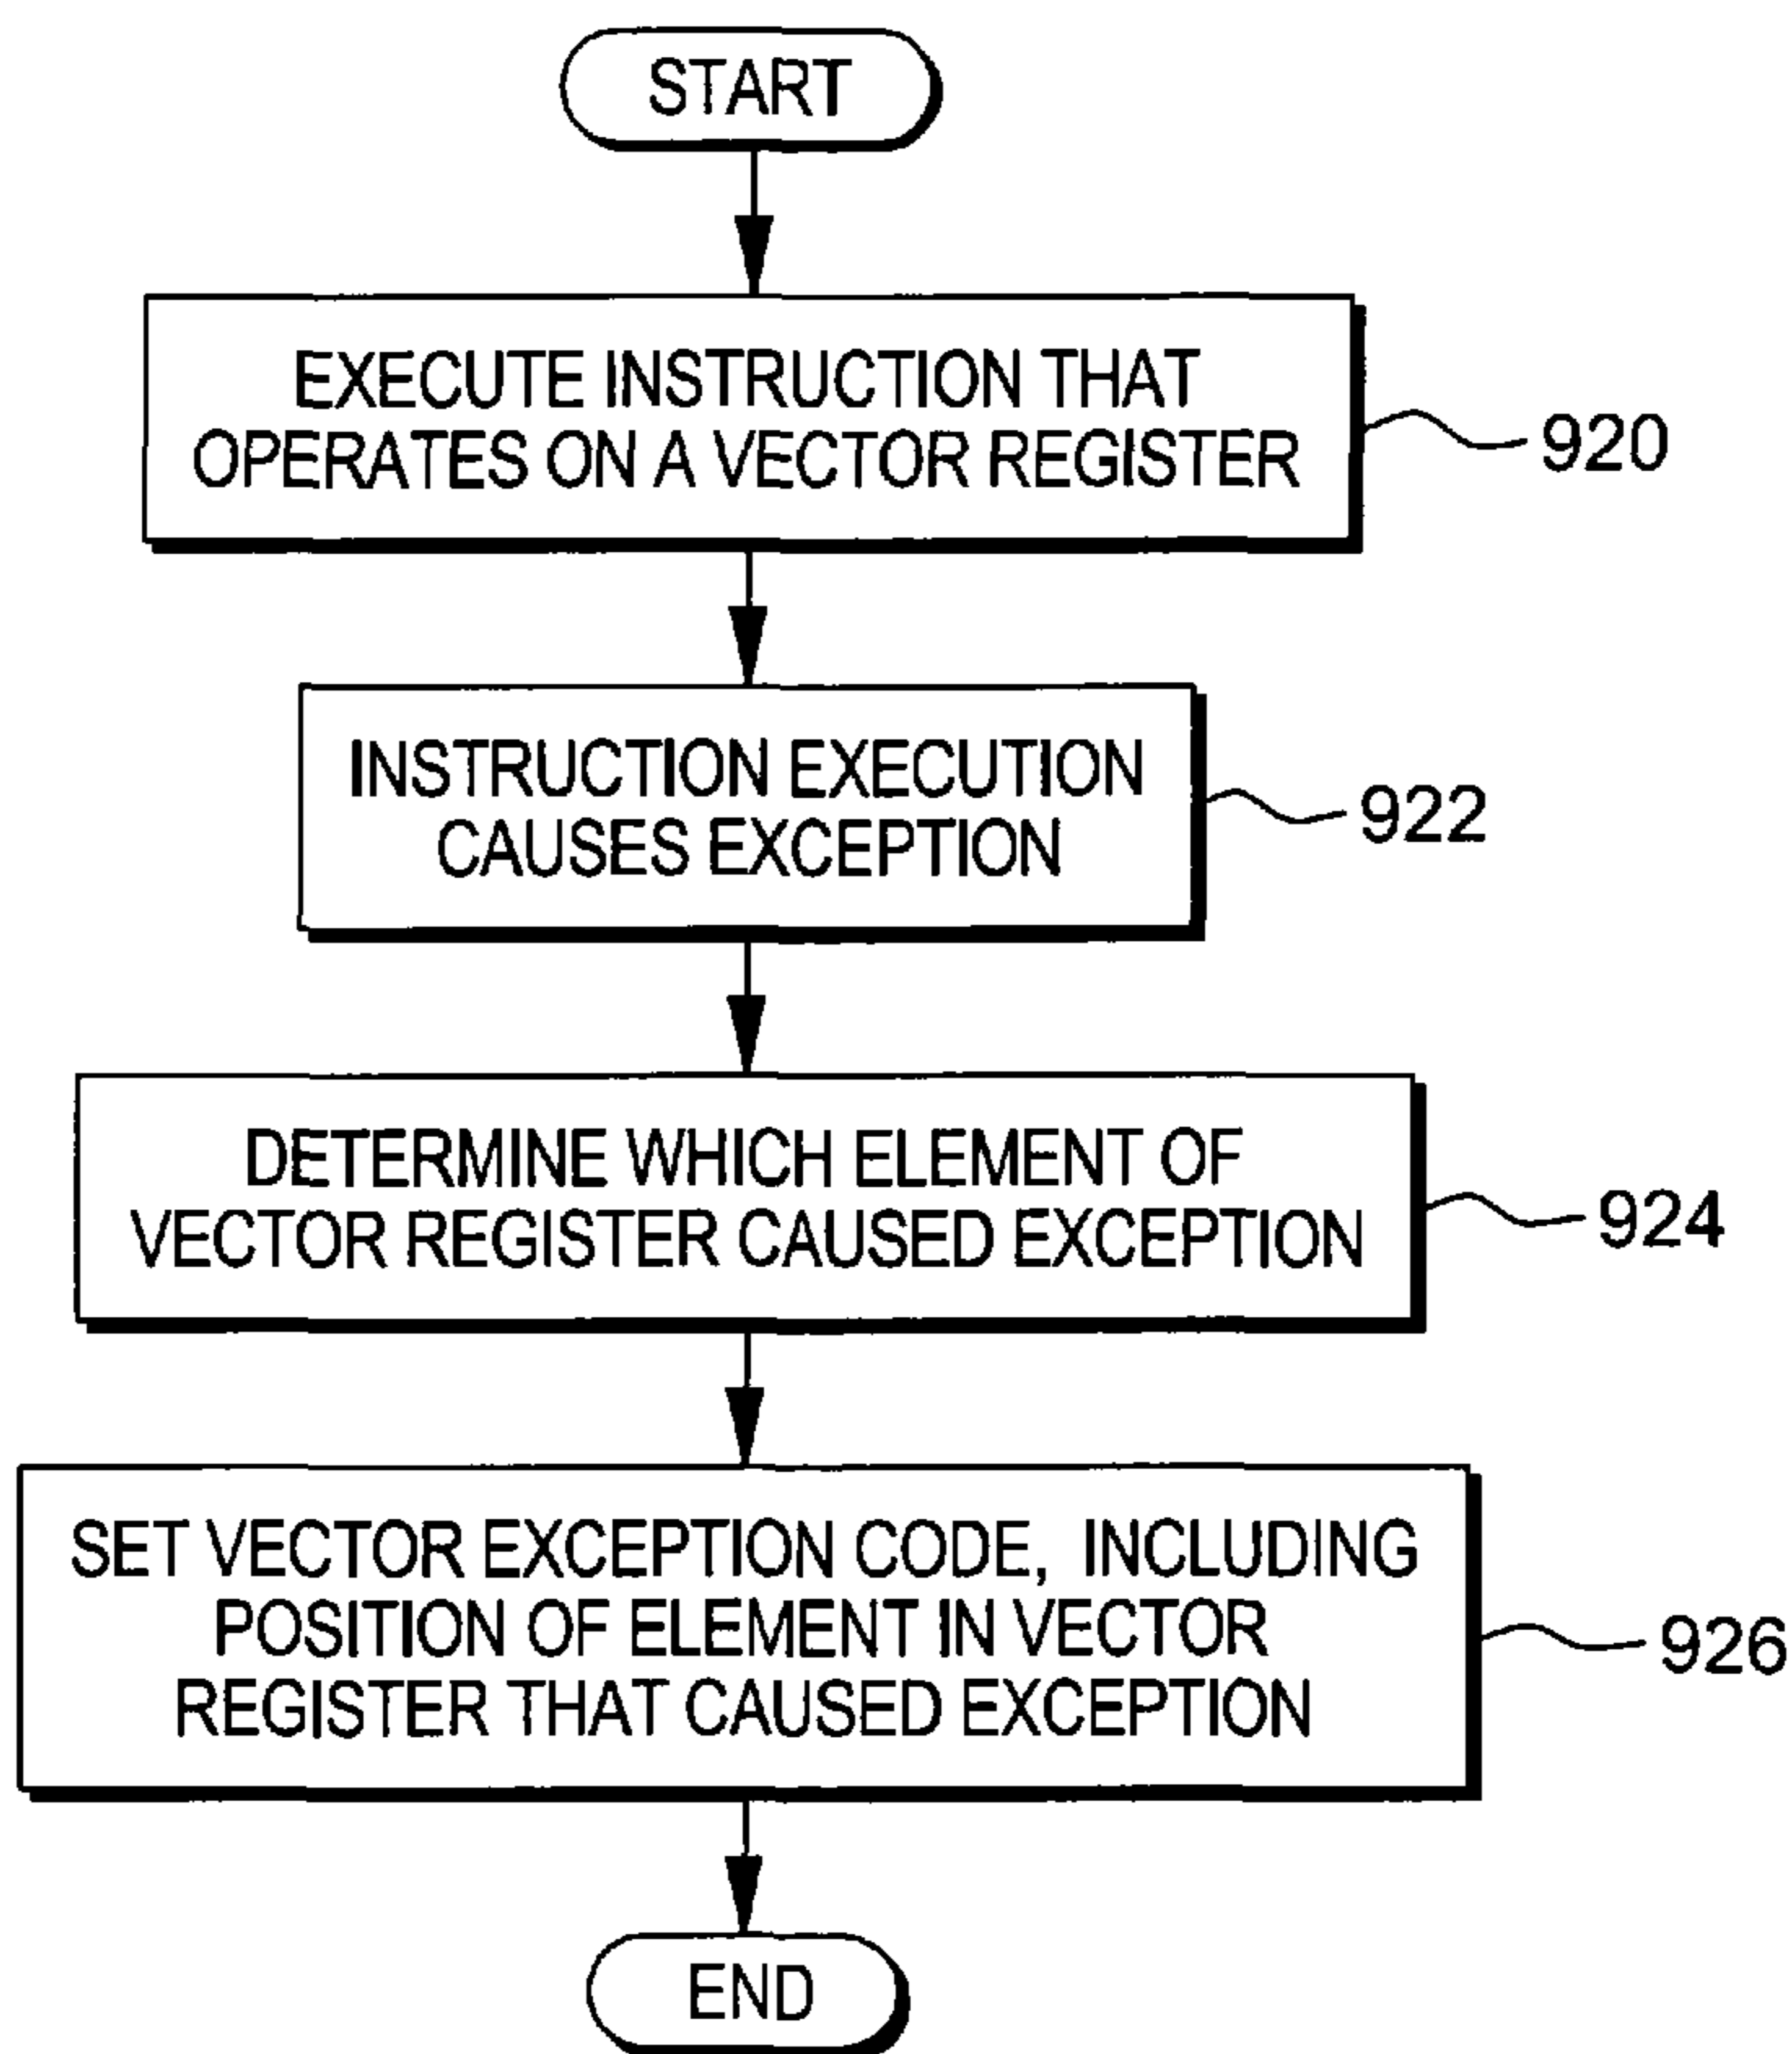 START
EXECUTE INSTRUCTION THAT
OPERATES ON A VECTOR REGISTER
920
INSTRUCTION EXECUTION
CAUSES EXCEPTION
922
DETERMINE WHICH ELEMENT OF
VECTOR REGISTER CAUSED EXCEPTION
924
SET VECTOR EXCEPTION CODE, INCLUDING
POSITION OF ELEMENT IN VECTOR
REGISTER THAT CAUSED EXCEPTION
926
END